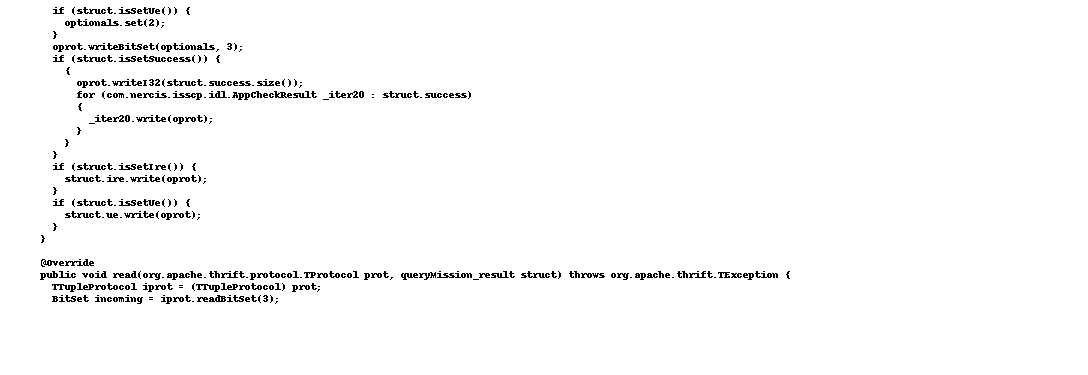 if (struct.isSetUe()) {
optionals.set(2);
}
oprot.writeBitSet(optionals, 3);
if (struct.isSetSuccess()) {
{
oprot.writeI32(struct.success.size());
for (com.nercis.isscp.idl.AppCheckResult _iter20 : struct.success)
{
_iter20.write(oprot);
}
}
}
if (struct.isSetIre()) {
struct.ire.write(oprot);
}
if (struct.isSetUe()) {
struct.ue.write(oprot);
}
}
@Override
public void read(org.apache.thrift.protocol.TProtocol prot, queryMission_result struct) throws org.apache.thrift.TException {
TTupleProtocol iprot = (TTupleProtocol) prot;
BitSet incoming = iprot.readBitSet(3);